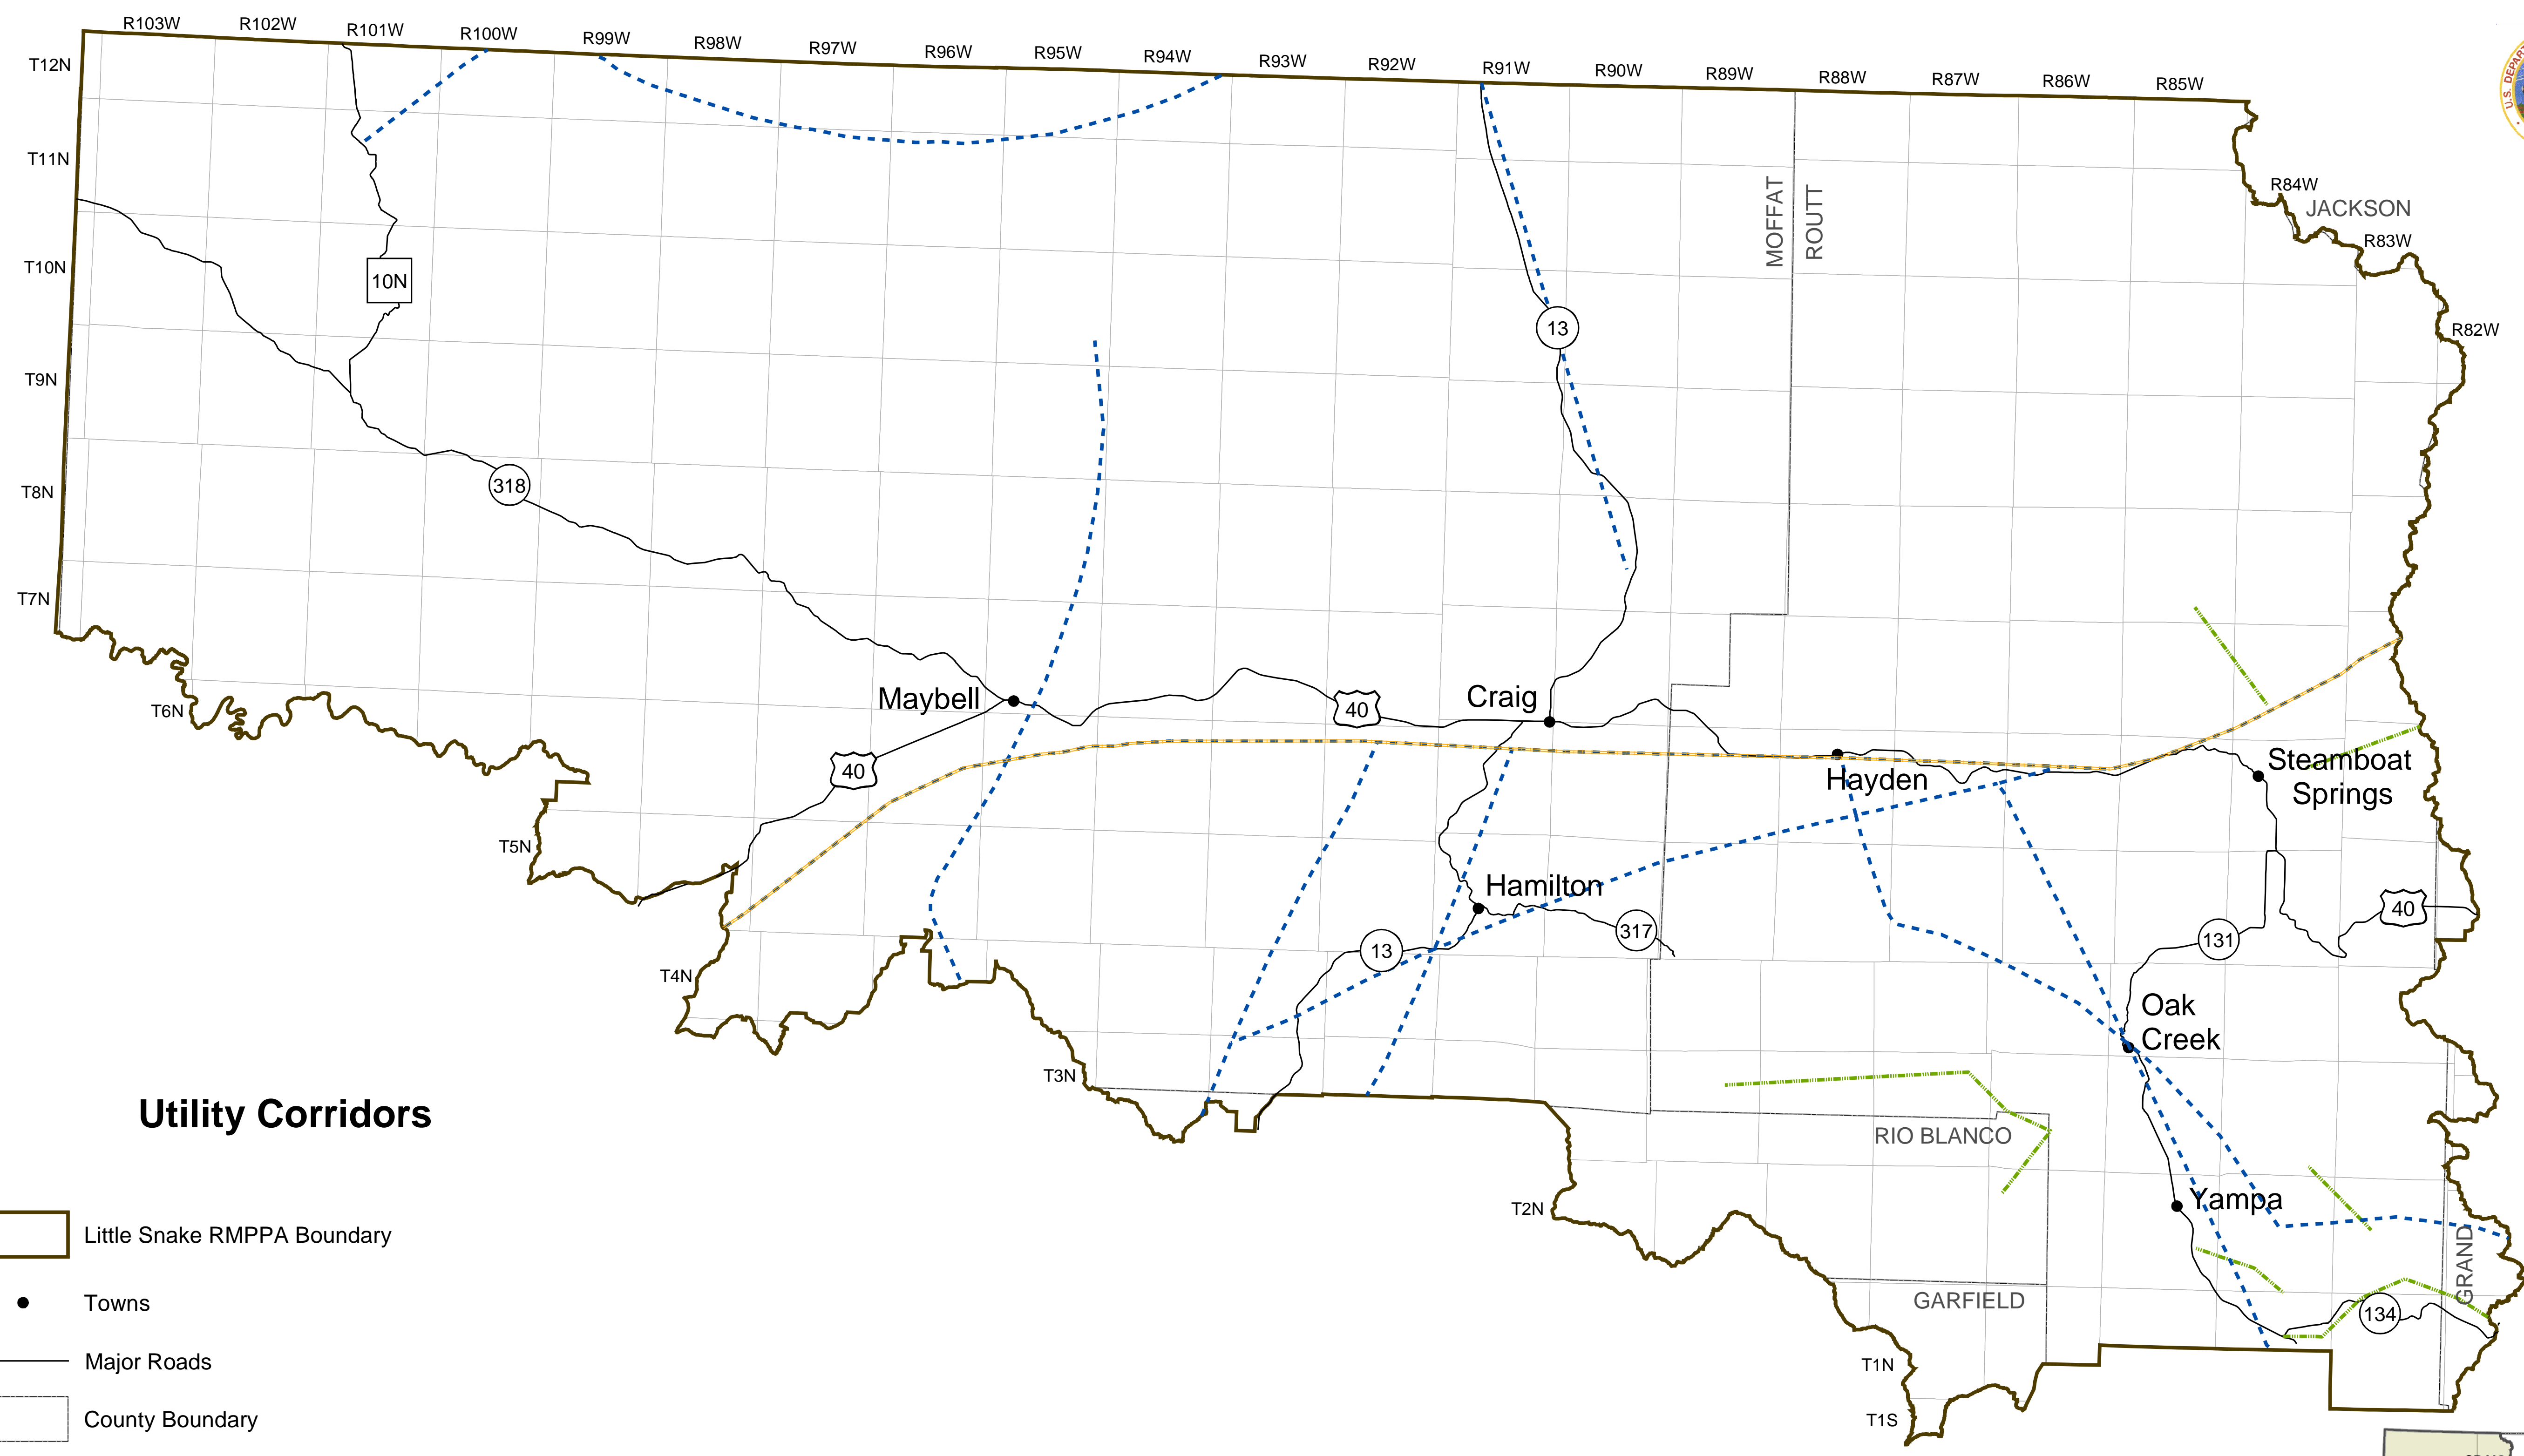 R103W
R102W
R101W
R100W
R99W
R98W
R97W
R96W
R95W
R94W
R93W
R92W
R91W
R90W
R89W
R88W
R87W
R86W
R85W
T12N
T11N
R84W
JACKSON
MOFFAT
ROUTT
R83W
T10N
10N
13
R82W
T9N
T8N
318
T7N
T6N
Maybell
40
Craig
40
Hayden
Steamboat
Springs
T5N
Hamilton
40
317
131
13
T4N
Oak
Creek
T3N
Utility Corridors
RIO BLANCO
Yampa
T2N
Little Snake RMPPA Boundary
GRAND
Towns
GARFIELD
134
Major Roads
T1N
County Boundary
T1S